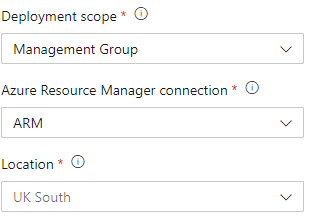 Deployment scope *
Management Group
Azure Resource Manager connection *
ARM
Location *
UK South